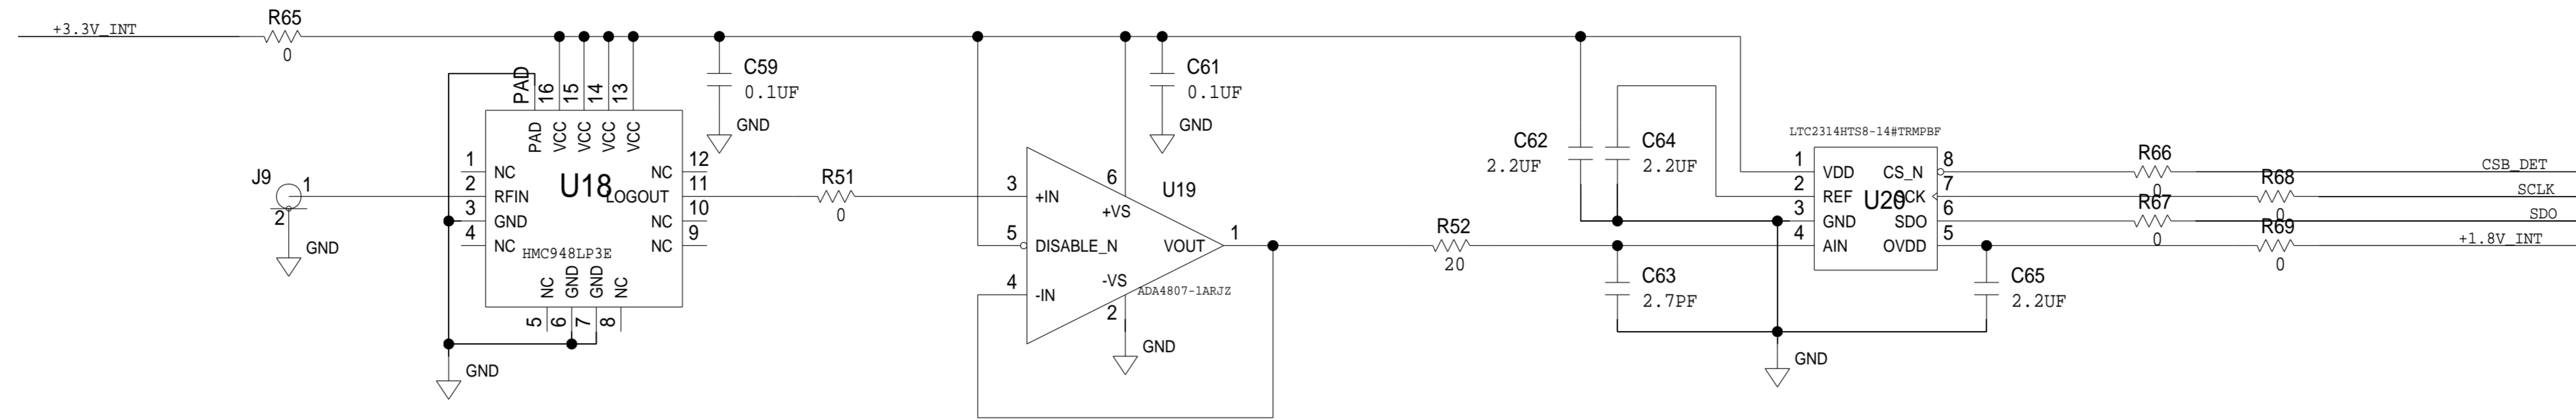 +3.3V_INT
R65
0
C59
0.1UF
GND
C61
0.1UF
GND
PAD
16
15
14
13
PAD
VCC
VCC
VCC
VCC
J9
1
2
GND
1
NC
2
RFIN
3
GND
4
NC
U18
HMC948LP3E
NC
12
LOGOUT
11
NC
10
NC
9
NC
GND
GND
NC
5
6
7
8
GND
R51
0
3
+IN
5
DISABLE_N
4
-IN
6
+VS
U19
VOUT
1
-VS
2
ADA4807-1ARJZ
GND
R52
20
C62
2.2UF
C64
2.2UF
C63
2.7PF
LTC2314HTS8-14#TRMPBF
1
VDD
2
REF
3
GND
4
AIN
U20
CS_N
8
SCK
7
SDO
6
OVDD
5
GND
C65
2.2UF
R66
0
R68
0
R67
0
R69
0
CSB_DET
SCLK
SDO
+1.8V_INT